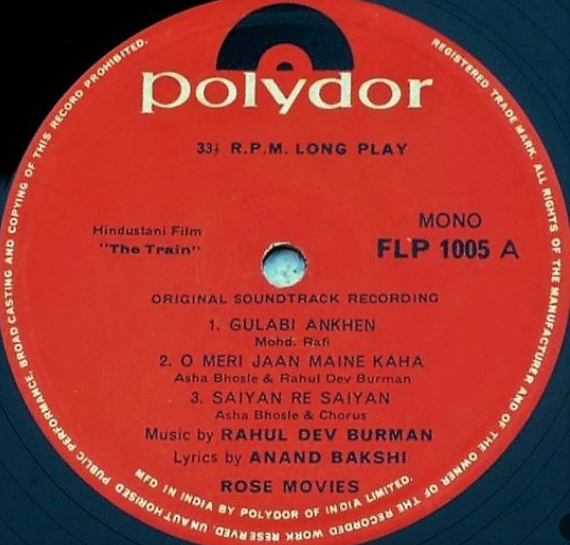 polydor
33⅓ R.P.M. LONG PLAY
Hindustani Film
"The Train"
MONO
FLP 1005 A
ORIGINAL SOUNDTRACK RECORDING
1. GULABI ANKHEN
Mohd. Rafi
2. O MERI JAAN MAINE KAHA
Asha Bhosle & Rahul Dev Burman
3. SAIYAN RE SAIYAN
Asha Bhosle & Chorus
Music by RAHUL DEV BURMAN
Lyrics by ANAND BAKSHI
ROSE MOVIES
MFD IN INDIA BY POLYDOR OF INDIA LIMITED.
REGISTERED TRADE MARK. ALL RIGHTS OF THE MANUFACTURER AND OF THE OWNER OF THE RECORDED WORK RESERVED. UNAUTHORISED PUBLIC PERFORMANCE, BROADCASTING AND COPYING OF THIS RECORD PROHIBITED.